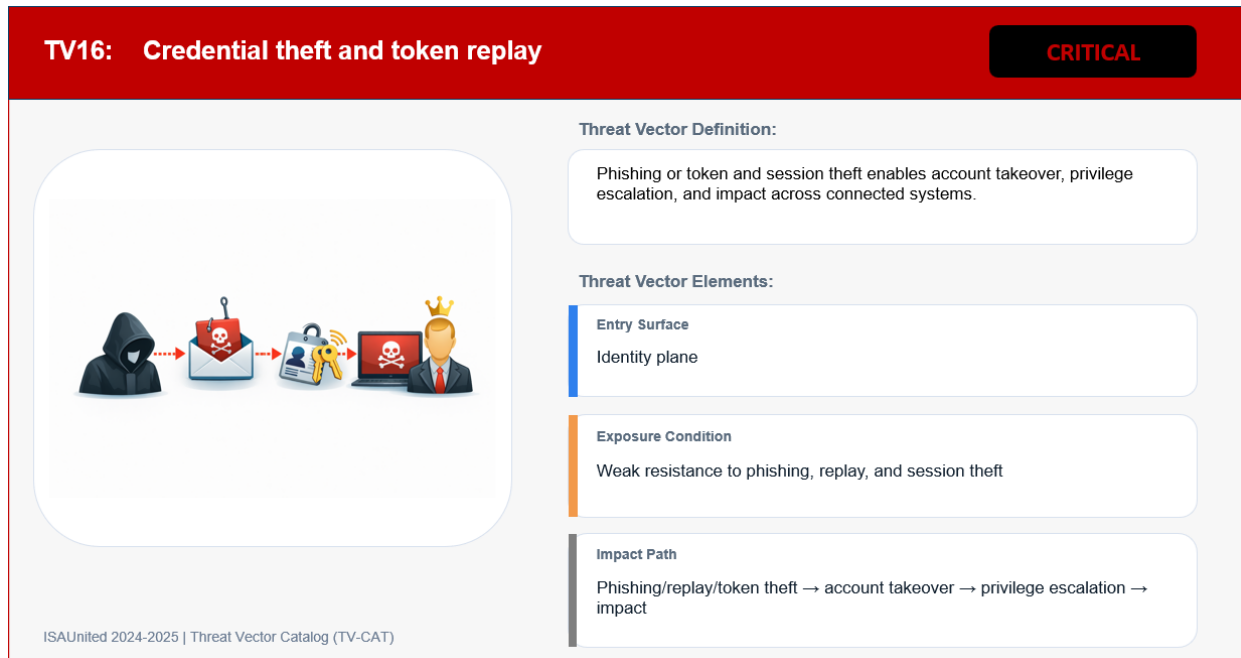 TV16: Credential theft and token replay
CRITICAL
Threat Vector Definition:
Phishing or token and session theft enables account takeover, privilege
escalation, and impact across connected systems.
Threat Vector Elements:
Entry Surface
Identity plane
Exposure Condition
Weak resistance to phishing, replay, and session theft
Impact Path
Phishing/replay/token theft → account takeover → privilege escalation →
impact
ISAUnited 2024-2025 | Threat Vector Catalog (TV-CAT)